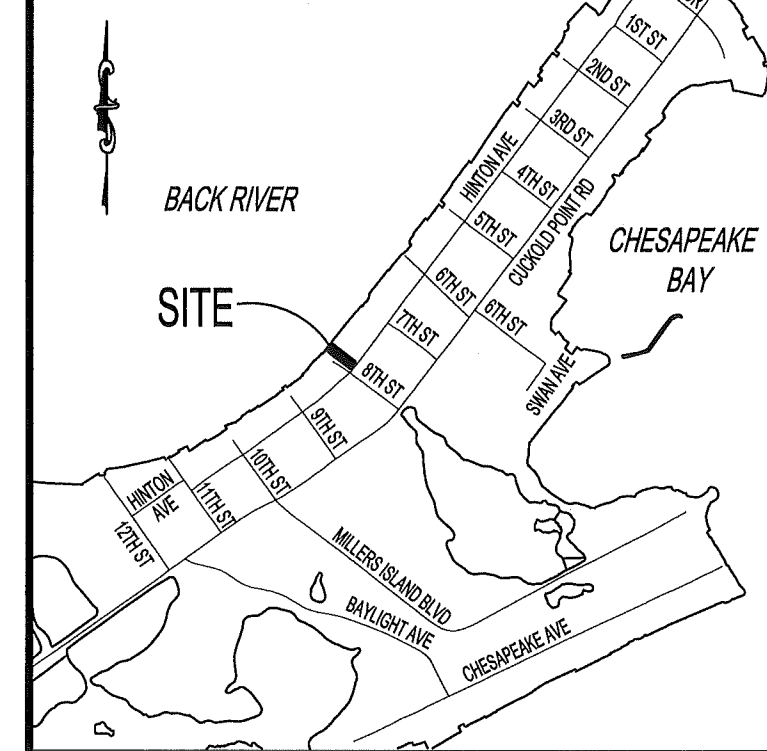 1ST ST
2ND ST
3RD ST
HINTON AVE
4TH ST
BACK RIVER
5TH ST
CUCKOLD POINT RD
CHESAPEAKE
BAY
6TH ST
6TH ST
SITE
7TH ST
8TH ST
SWAN AVE
9TH ST
10TH ST
HINTON
AVE
11TH ST
12TH ST
MILLERS ISLAND BLVD
BAYLIGHT AVE
CHESAPEAKE AVE